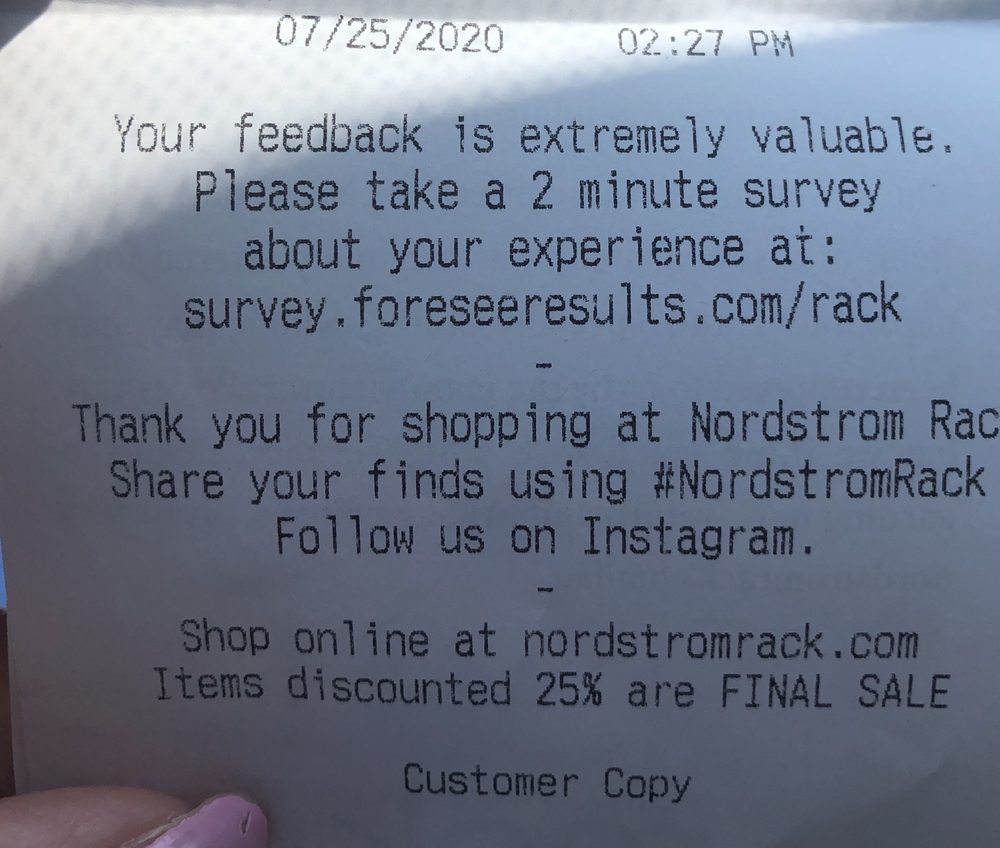 07/25/2020 02:27 PM
Your feedback is extremely valuable.
Please take a 2 minute survey
about your experience at:
survey.foreseeresults.com/rack
-
Thank you for shopping at Nordstrom Rac
Share your finds using #NordstromRack
Follow us on Instagram.
-
Shop online at nordstromrack.com
Items discounted 25% are FINAL SALE
Customer Copy